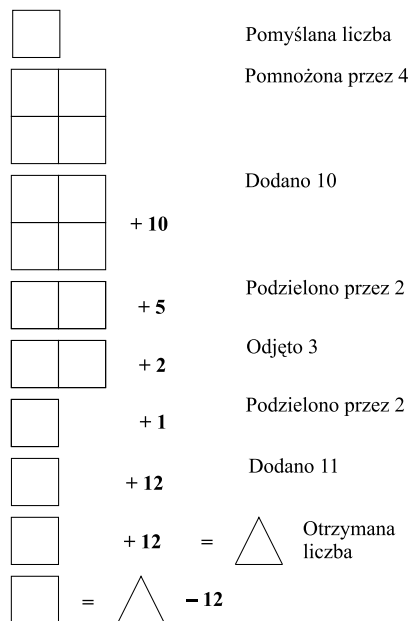 Pomyślana liczba
Pomnożona przez 4
Dodano 10
+ 10
Podzielono przez 2
+ 5
Odjęto 3
+ 2
Podzielono przez 2
+ 1
Dodano 11
+ 12
+ 12 = Otrzymana
liczba
= − 12